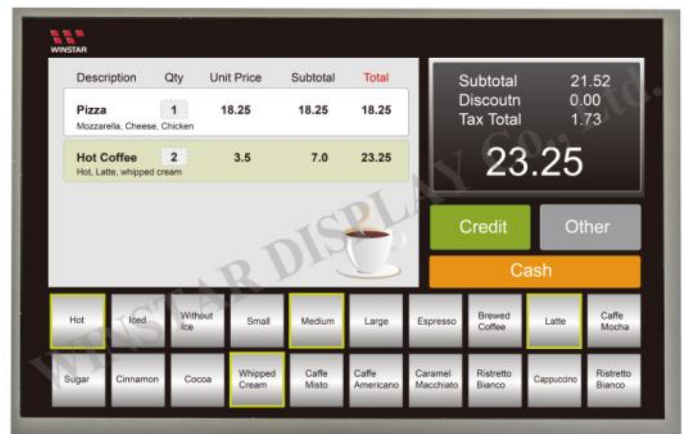 WINSTAR
Description Qty Unit Price Subtotal Total
Pizza 1 18.25 18.25 18.25
Mozzarella, Cheese, Chicken
Hot Coffee 2 3.5 7.0 23.25
Hot, Latte, whipped cream
Subtotal 21.52
Discoutn 0.00
Tax Total 1.73
23.25
Credit Other
Cash
Hot Iced Without Ice Small Medium Large Espresso Brewed Coffee Latte Caffe Mocha
Sugar Cinnamon Cocoa Whipped Cream Caffe Misto Caffe Americano Caramel Macchiato Ristretto Bianco Cappuccino Ristretto Bianco
WINSTAR DISPLAY Co., Ltd.